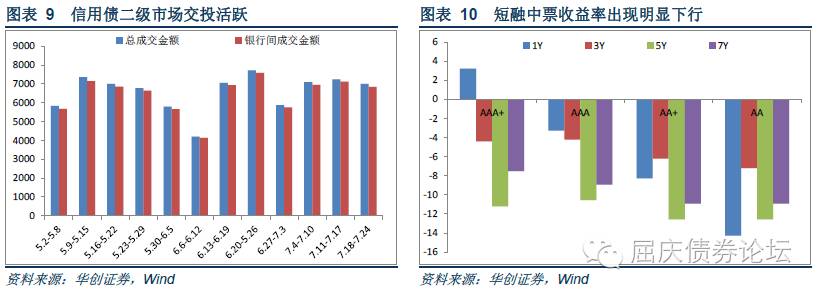 图表 9 信用债二级市场交投活跃
总成交金额 银行间成交金额
9000
8000
7000
6000
5000
4000
3000
2000
1000
0
5.2-5.8 5.9-5.15 5.16-5.22 5.23-5.29 5.30-6.5 6.6-6.12 6.13-6.19 6.20-5.26 6.27-7.3 7.4-7.10 7.11-7.17 7.18-7.24
资料来源：华创证券，Wind
图表 10 短融中票收益率出现明显下行
1Y 3Y 5Y 7Y
6
4
2
0
-2
-4
-6
-8
-10
-12
-14
-16
AAA+ AAA AA+ AA
屈庆债券论坛
资料来源：华创证券，Wind